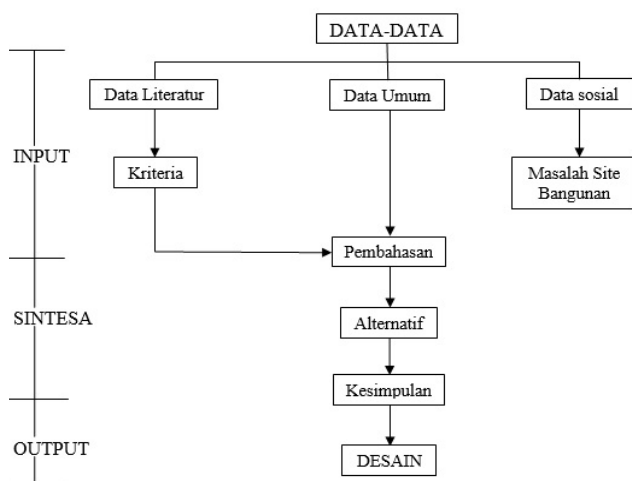 DATA-DATA
Data Literatur
Data Umum
Data sosial
INPUT
Kriteria
Masalah Site
Bangunan
Pembahasan
SINTESA
Alternatif
Kesimpulan
OUTPUT
DESAIN